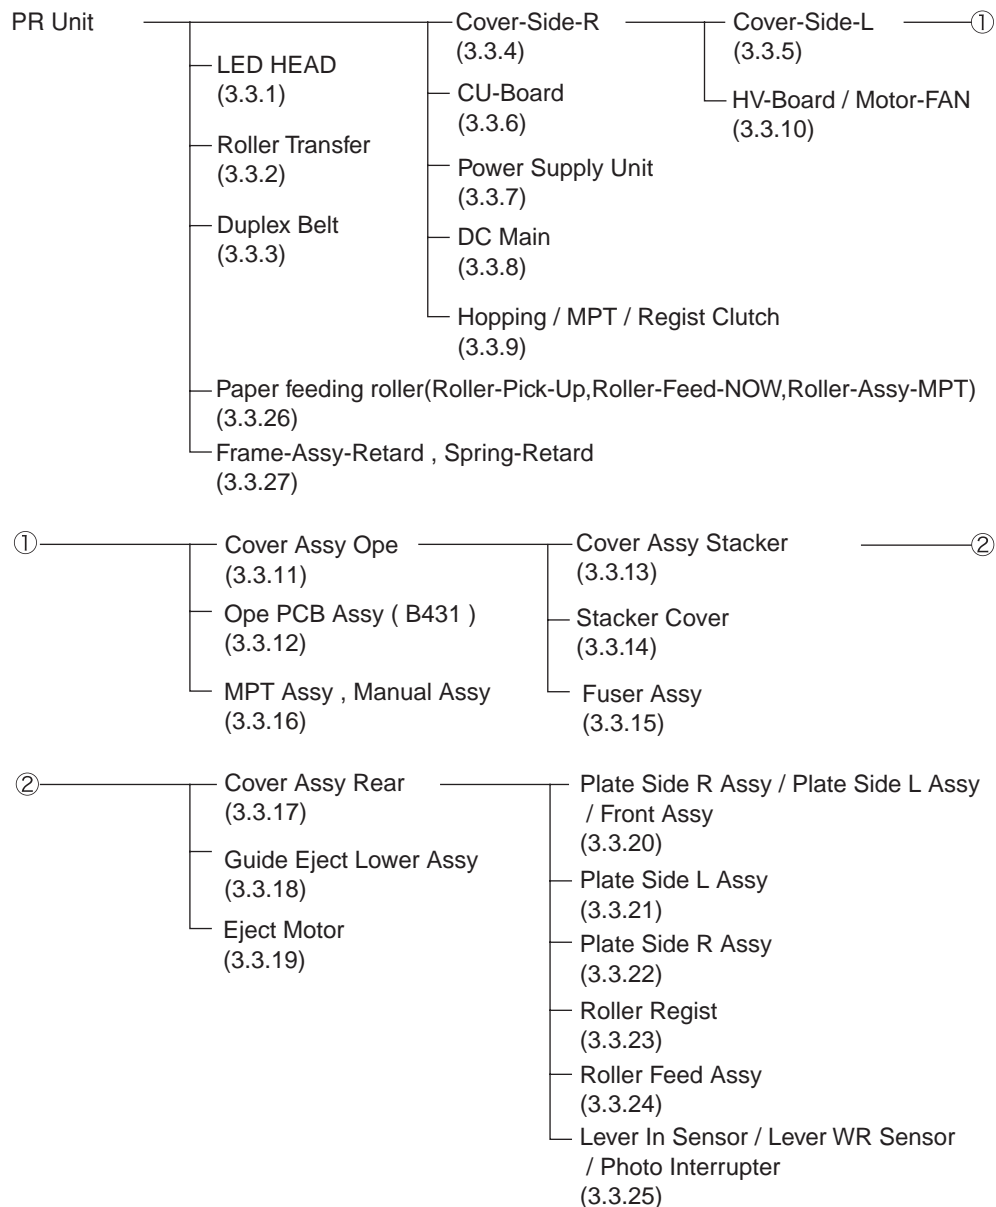 PR Unit
Cover-Side-R
(3.3.4)
Cover-Side-L
(3.3.5)
①
LED HEAD
(3.3.1)
CU-Board
(3.3.6)
HV-Board / Motor-FAN
(3.3.10)
Roller Transfer
(3.3.2)
Power Supply Unit
(3.3.7)
Duplex Belt
(3.3.3)
DC Main
(3.3.8)
Hopping / MPT / Regist Clutch
(3.3.9)
Paper feeding roller(Roller-Pick-Up,Roller-Feed-NOW,Roller-Assy-MPT)
(3.3.26)
Frame-Assy-Retard , Spring-Retard
(3.3.27)
①
Cover Assy Ope
(3.3.11)
Cover Assy Stacker
(3.3.13)
②
Ope PCB Assy ( B431 )
(3.3.12)
Stacker Cover
(3.3.14)
MPT Assy , Manual Assy
(3.3.16)
Fuser Assy
(3.3.15)
②
Cover Assy Rear
(3.3.17)
Plate Side R Assy / Plate Side L Assy
/ Front Assy
(3.3.20)
Guide Eject Lower Assy
(3.3.18)
Plate Side L Assy
(3.3.21)
Eject Motor
(3.3.19)
Plate Side R Assy
(3.3.22)
Roller Regist
(3.3.23)
Roller Feed Assy
(3.3.24)
Lever In Sensor / Lever WR Sensor
/ Photo Interrupter
(3.3.25)